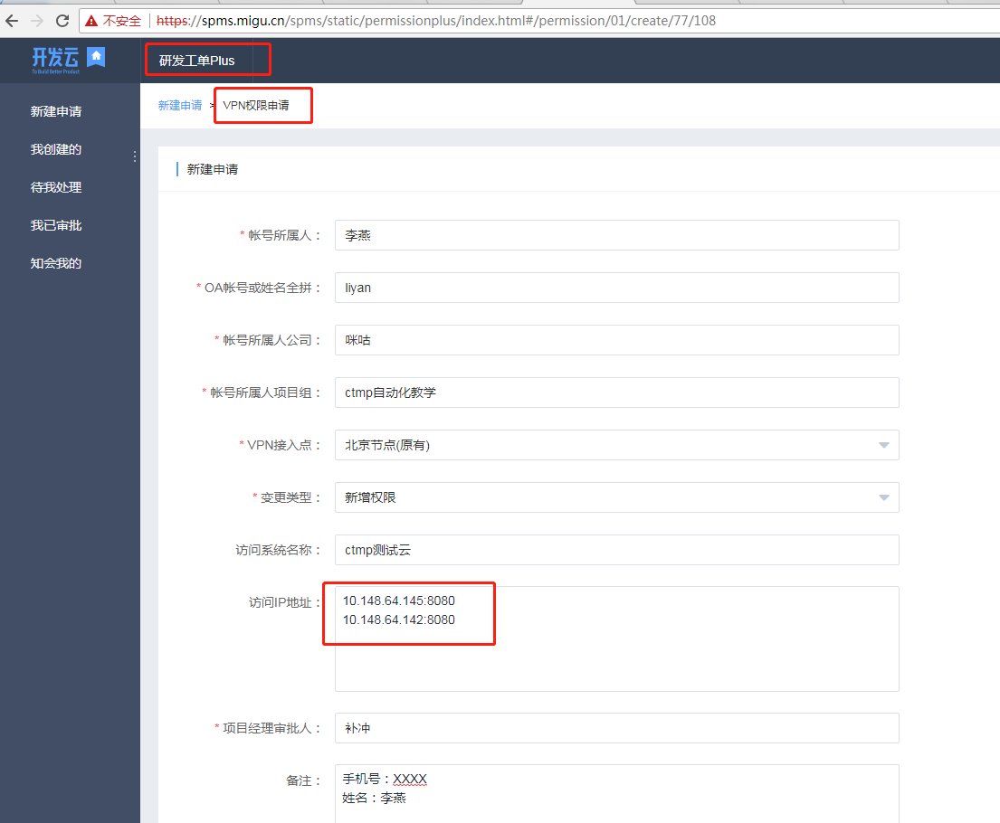 不安全 https://spms.migu.cn/spms/static/permissionplus/index.html#/permission/01/create/77/108
开发云
To Build Better Product
研发工单Plus
新建申请 > VPN权限申请
新建申请
我创建的
待我处理
我已审批
知会我的
新建申请
* 帐号所属人： 李燕
* OA帐号或姓名全拼： liyan
* 帐号所属人公司： 咪咕
* 帐号所属人项目组： ctmp自动化教学
* VPN接入点： 北京节点(原有)
* 变更类型： 新增权限
访问系统名称： ctmp测试云
访问IP地址： 10.148.64.145:8080
10.148.64.142:8080
* 项目经理审批人： 补冲
备注： 手机号：XXXX
姓名：李燕